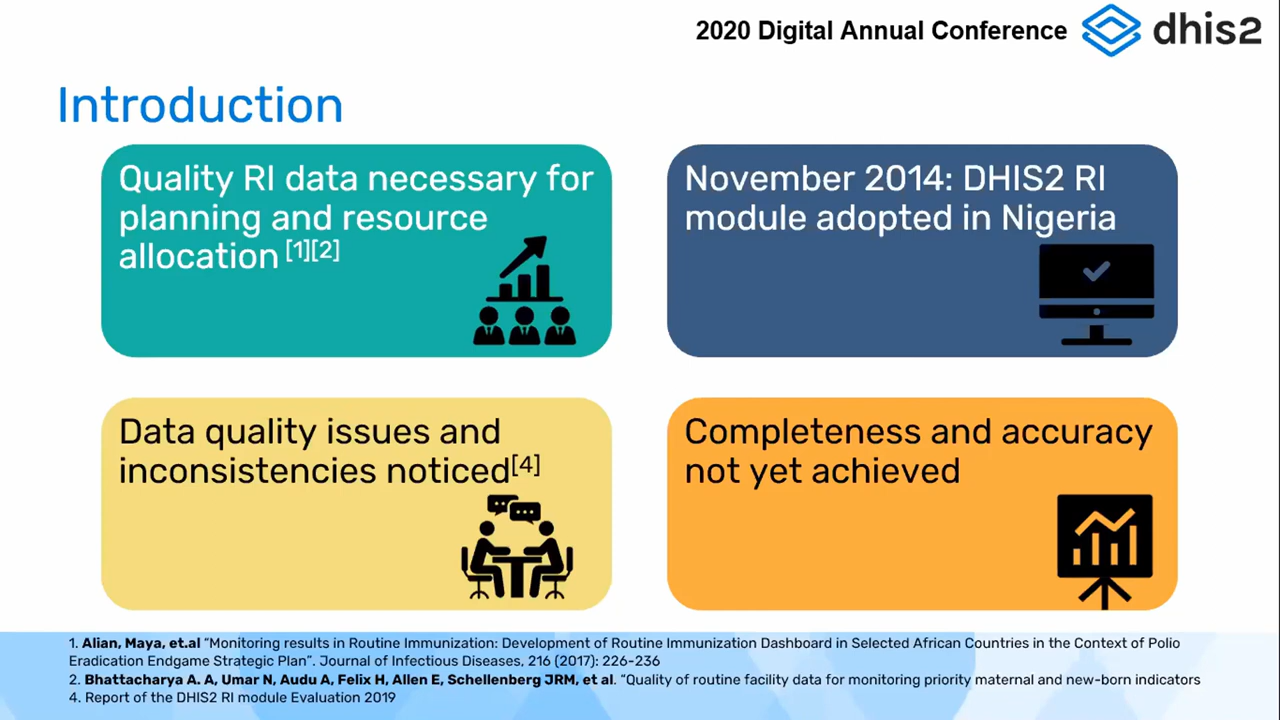 2020 Digital Annual Conference dhis2
Introduction
Quality RI data necessary for
planning and resource
allocation [1][2]
November 2014: DHIS2 RI
module adopted in Nigeria
Data quality issues and
inconsistencies noticed[4]
Completeness and accuracy
not yet achieved
1. Alian, Maya, et.al “Monitoring results in Routine Immunization: Development of Routine Immunization Dashboard in Selected African Countries in the Context of Polio
Eradication Endgame Strategic Plan”. Journal of Infectious Diseases, 216 (2017): 226-236
2. Bhattacharya A. A, Umar N, Audu A, Felix H, Allen E, Schellenberg JRM, et al. “Quality of routine facility data for monitoring priority maternal and new-born indicators
4. Report of the DHIS2 RI module Evaluation 2019